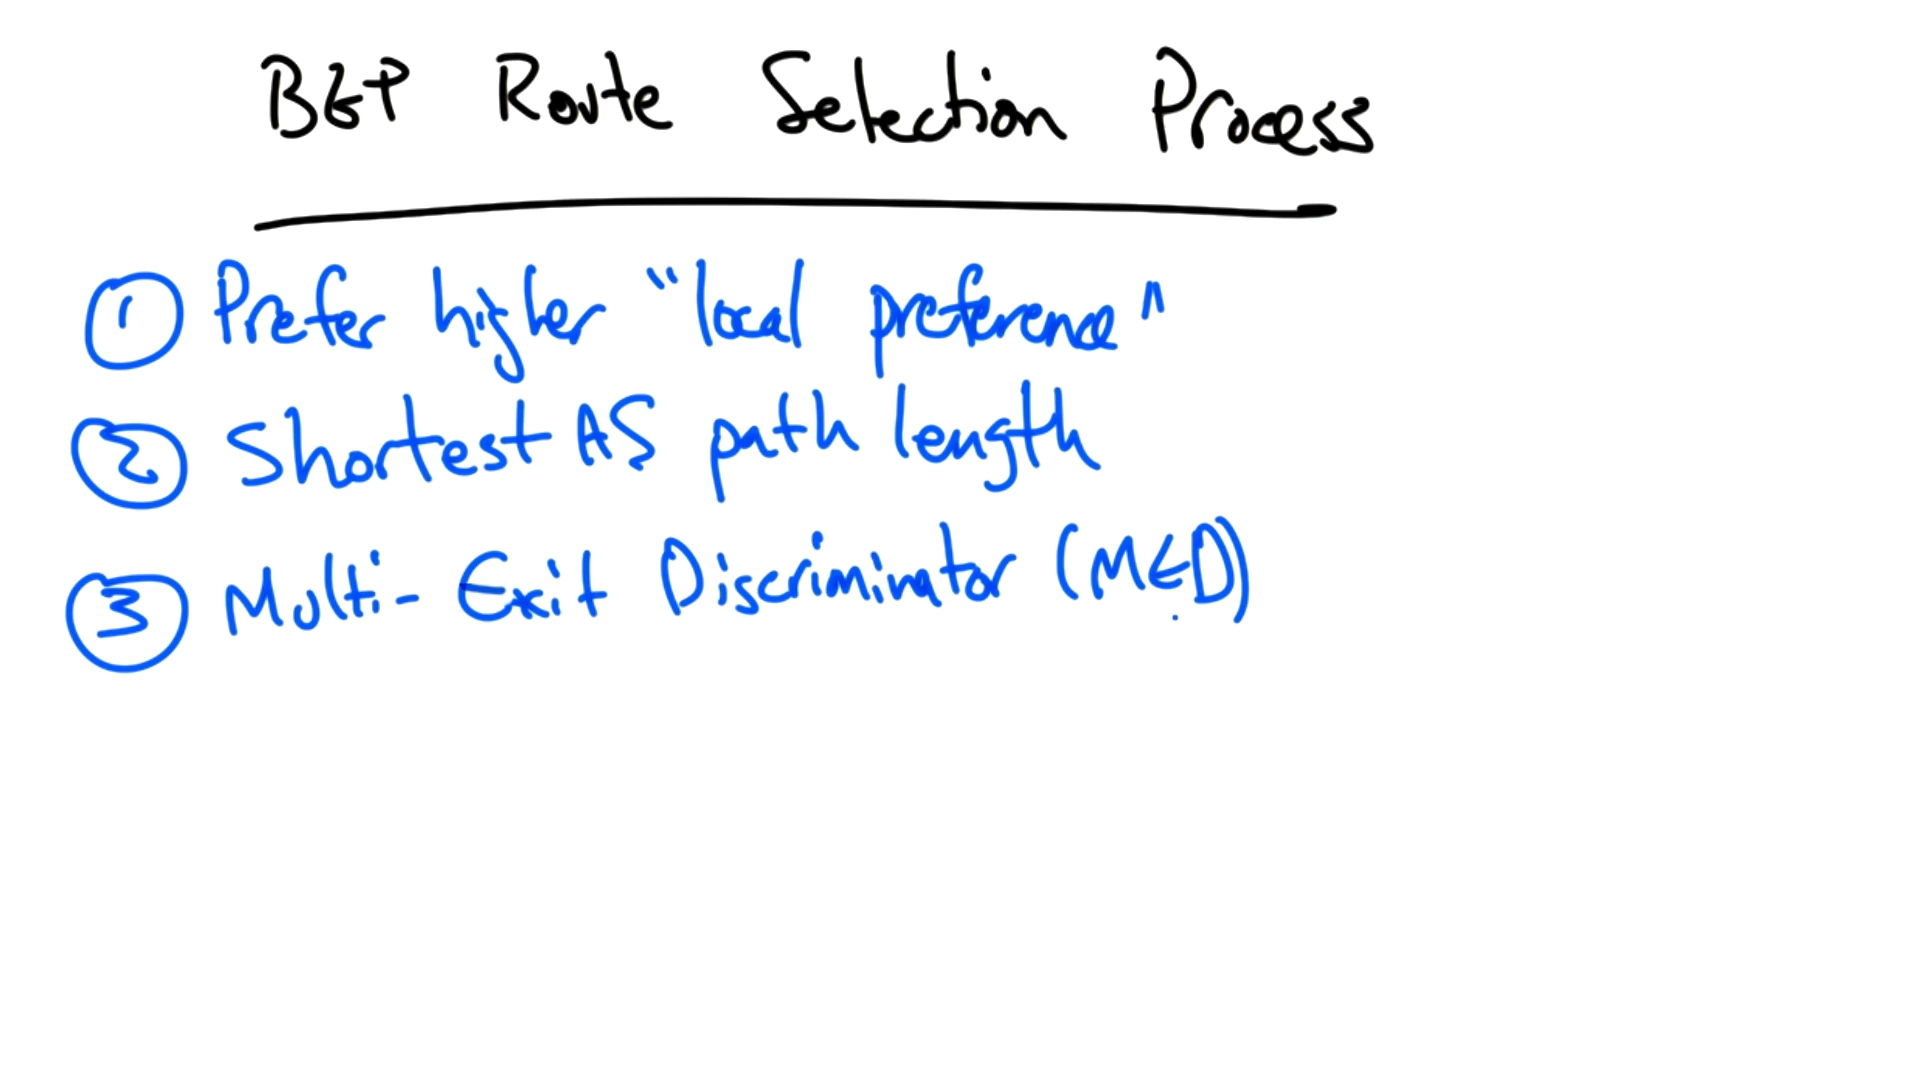 BGP Route Selection Process
① Prefer higher "local preference"
② Shortest AS path length
③ Multi-Exit Discriminator (MED)